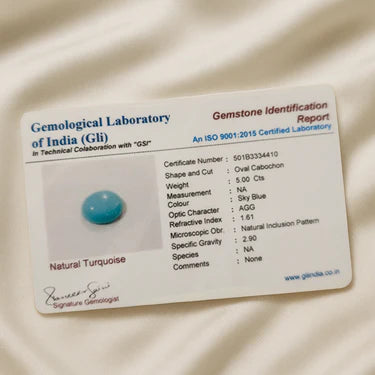 Gemological Laboratory
of India (Gli)
In Technical Colaboration with "GSI"
Gemstone Identification
Report
An ISO 9001:2015 Certified Laboratory
Certificate Number : 501B3334410
Shape and Cut : Oval Cabochon
Weight : 5.00 Cts
Measurement : NA
Colour : Sky Blue
Optic Character : AGG
Refractive Index : 1.61
Microscopic Obr. : Natural Inclusion Pattern
Specific Gravity : 2.90
Species : NA
Comments : None
Natural Turquoise
Signature Gemologist
www.gliindia.co.in